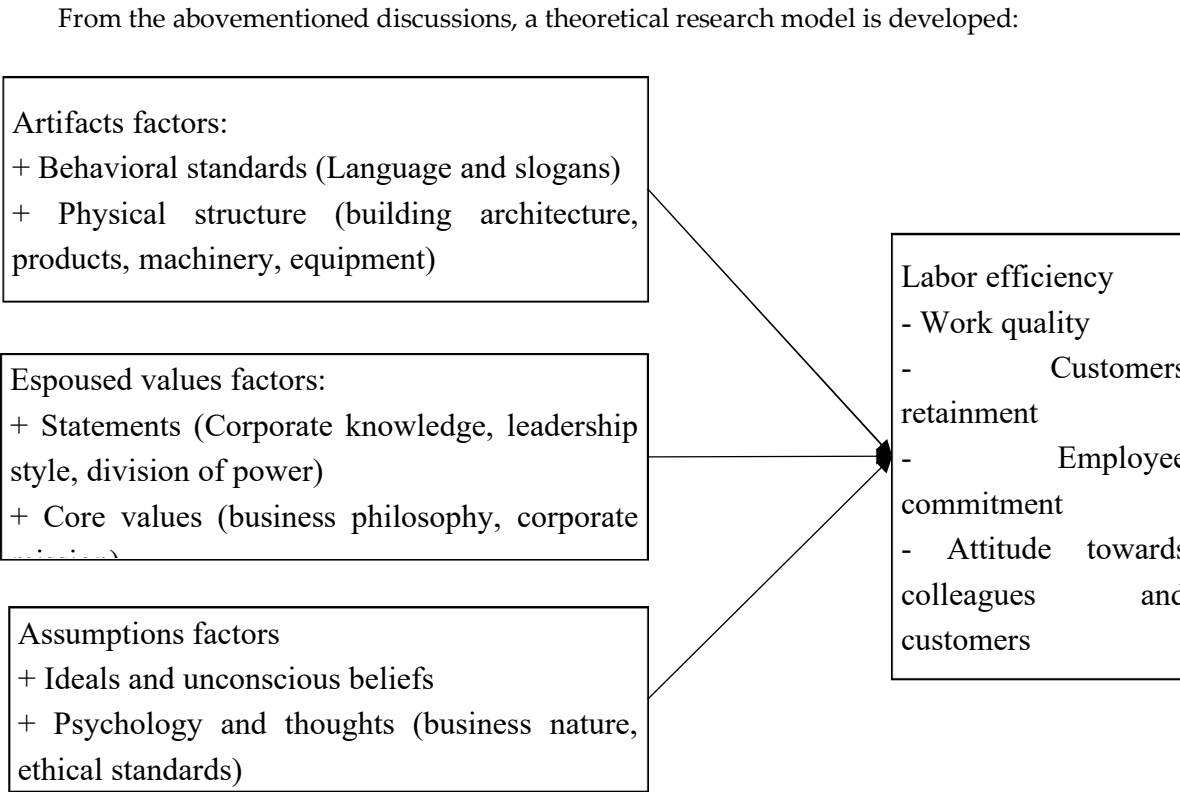 From the abovementioned discussions, a theoretical research model is developed:
Artifacts factors:
+ Behavioral standards (Language and slogans)
+ Physical structure (building architecture,
products, machinery, equipment)
Espoused values factors:
+ Statements (Corporate knowledge, leadership
style, division of power)
+ Core values (business philosophy, corporate
Assumptions factors
+ Ideals and unconscious beliefs
+ Psychology and thoughts (business nature,
ethical standards)
Labor efficiency
- Work quality
- Customers
retainment
- Employee
commitment
- Attitude towards
colleagues and
customers